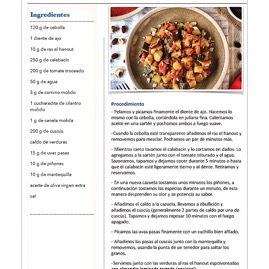 Ingredientes
120 g de cebolla
1 diente de ajo
10 g de ras el hanout
250 g de calabacín
200 g de tomate troceado
50 g de agua
3 g de comino molido
1 cucharadita de cilantro
molido
1 g de canela molida
200 g de cuscús
caldo de verduras
15 g de uvas pasas
10 g de piñones
10 g de mantequilla
aceite de oliva virgen extra
sal
Procedimiento
- Pelamos y picamos finamente el diente de ajo. Hacemos lo
mismo con la cebolla, cortándola en juliana fina. Calentamos
aceite en una sartén y pochamos ambos a fuego suave.
-Cuando la cebolla esté transparente añadimos el ras el hanout y
removemos para mezclar. Pochamos un par de minutos más.
- Mientras tanto lavamos el calabacín y lo cortamos en dados. Lo
agregamos a la sartén junto con el tomate triturado y el agua.
Sazonamos, tapamos y dejamos cocer durante 5 minutos o hasta
que el calabacín esté ligeramente tierno y al dente. Retiramos y
reservamos.
- En una nueva cazuela tostamos unos minutos los piñones, a
continuación tostamos las especias durante un minuto, de esta
manera desprenden su olor y se potencia su sabor.
- Añadimos el caldo a la cazuela, llevamos a ebullición y
añadimos el cuscús (generalmente 2 partes de caldo por una de
cuscús). Tapamos y dejamos reposar 10 minutos con el fuego
apagado.
- Picamos las uvas pasas finamente con un cuchillo bien afilado.
- Añadimos las pasas al cuscús junto con la mantequilla y
removemos, usando la punta de un tenedor para soltar los
granos.
-Servimos junto con las verduras al ras el hanout espolvoreadas